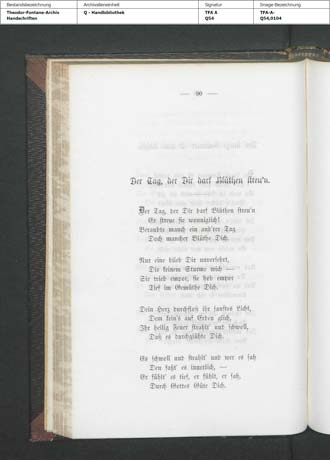 Bestandsbezeichnung
Theodor-Fontane-Archiv
Handschriften
Archivalieneinheit
Q - Handbibliothek
Signatur
TFA A
Q54
Image-Bezeichnung
TFA-A-
Q54,0104
— 90 —
Der Tag, der Dir darf Blüthen streu'n.
Der Tag, der Dir darf Blüthen streu'n
Er streue sie wonniglich!
Beraubte manch ein and'rer Tag
Doch mancher Blüthe Dich.
Nur eine blieb Dir unversehrt,
Die keinem Sturme wich —
Sie trieb empor, sie hob empor
Tief im Gemüthe Dich.
Dein Herz durchfloß ihr sanftes Licht,
Dem kein's auf Erden glich,
Ihr heilig Feuer strahlt' und schwoll,
Daß es durchglühte Dich.
Es schwoll und strahlt' und wer es sah
Den faßt' es innerlich, —
Er fühlt' es tief, er fühlt, er sah,
Durch Gottes Güte Dich.